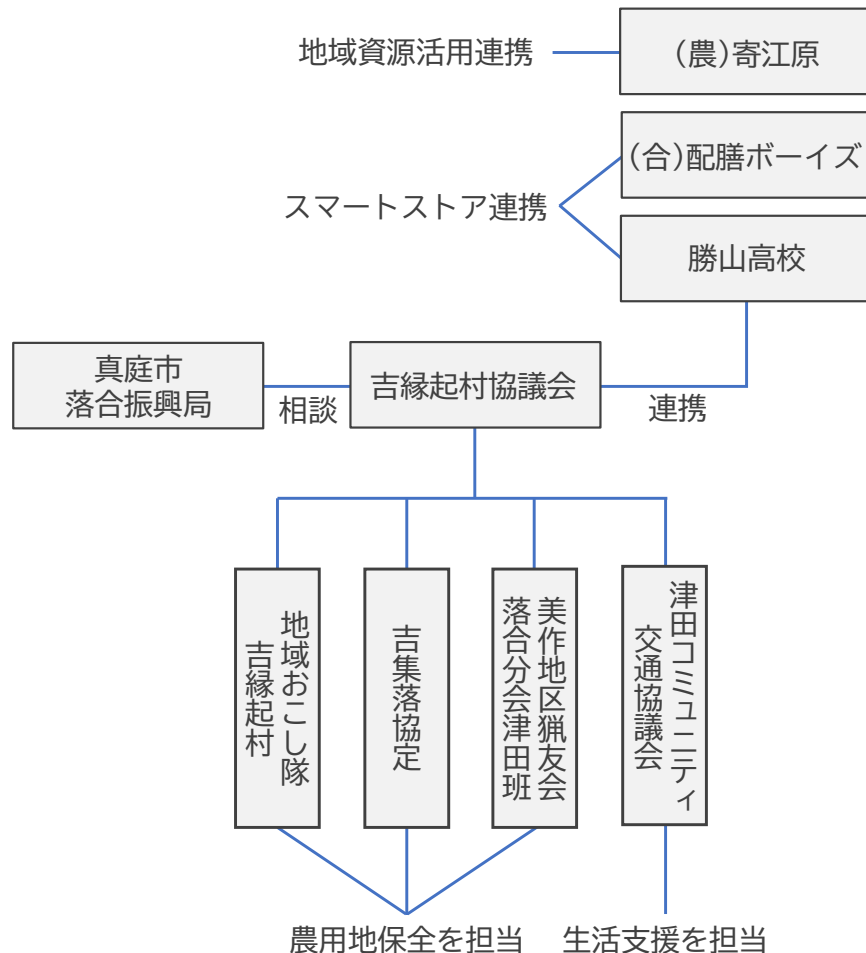 地域資源活用連携
（農）寄江原
（合）配膳ボーイズ
スマートストア連携
勝山高校
真庭市
落合振興局
相談
吉縁起村協議会
連携
地域おこし隊
吉縁起村
吉集落協定
美作地区猟友会
落合分会津田班
津田コミュニティ
交通協議会
農用地保全を担当
生活支援を担当